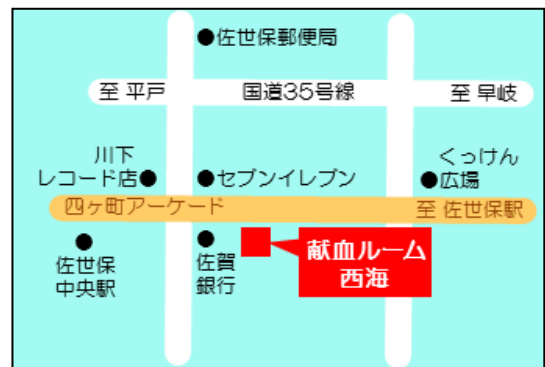 ●佐世保郵便局
至 平戸
国道35号線
至 早岐
川下
レコード店●
●セブンイレブン
くっけん
●広場
四ヶ町アーケード
至 佐世保駅
●
佐世保
中央駅
●
佐賀
銀行
献血ルーム
西海